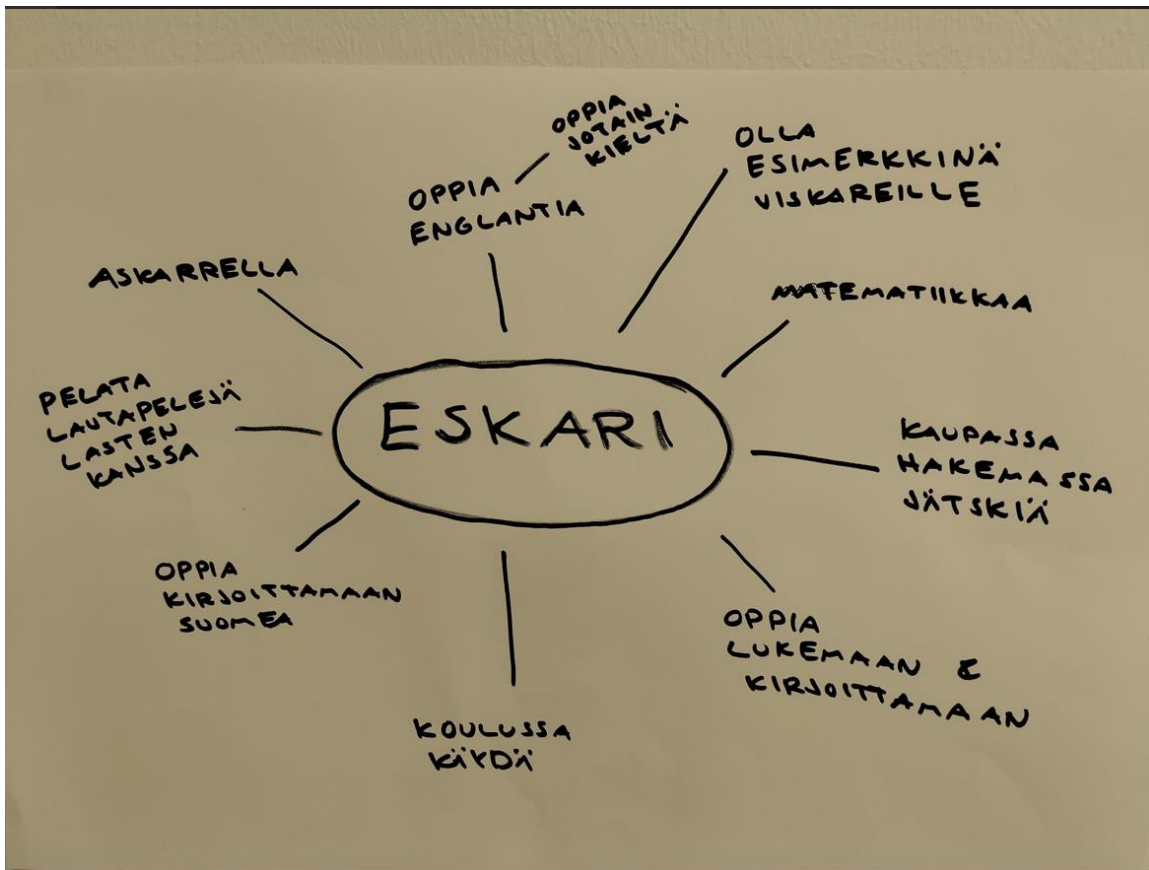 OPPIA
JOTAIN
KIELTÄ
OPPIA
ENGLANTIA
OLLA
ESIMERKKINÄ
VISKAREILLE
ASKARRELLA
MATEMATIIKKAA
PELATA
LAUTAPELEJÄ
LASTEN
KANSSA
ESKARI
KAUPASSA
HAKEMASSA
JÄTSKIÄ
OPPIA
KIRJOITTAMAAN
SUOMEA
OPPIA
LUKEMAAN &
KIRJOITTAMAAN
KOULUSSA
KÄYDÄ